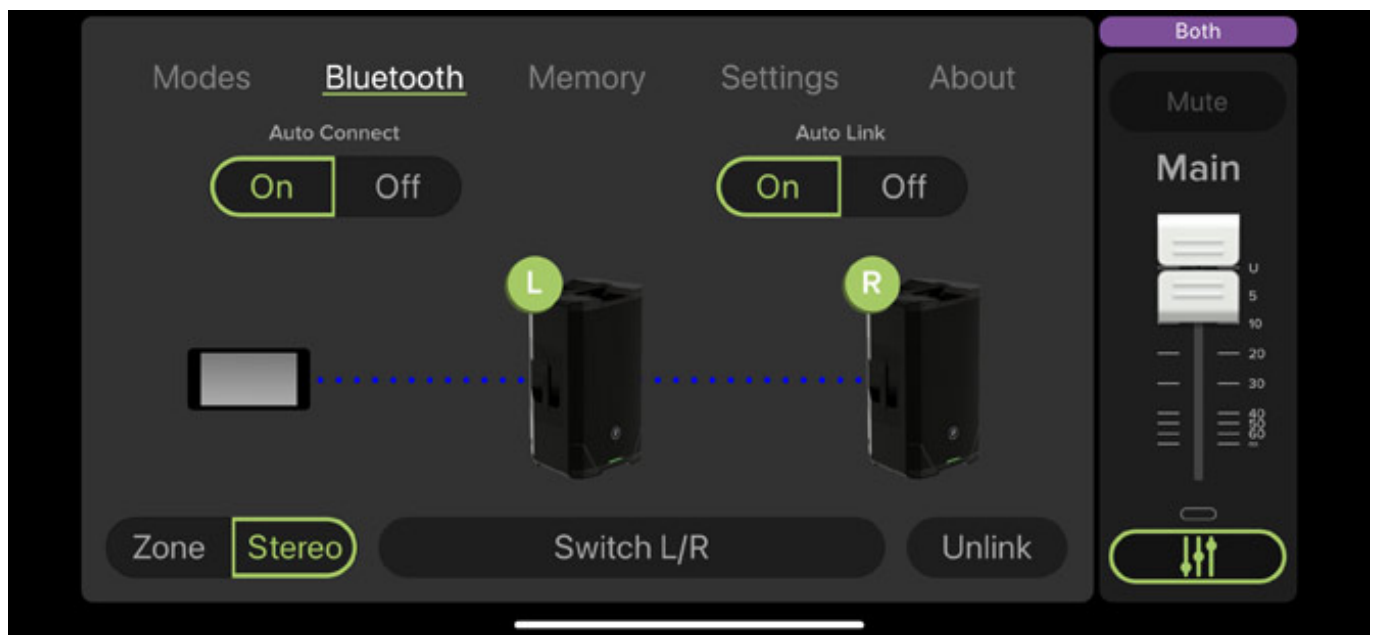 Both
Modes Bluetooth Memory Settings About
Mute
Auto Connect Auto Link
On Off On Off
Main
L R
U
5
10
20
30
40
50
60
∞
Zone Stereo Switch L/R Unlink